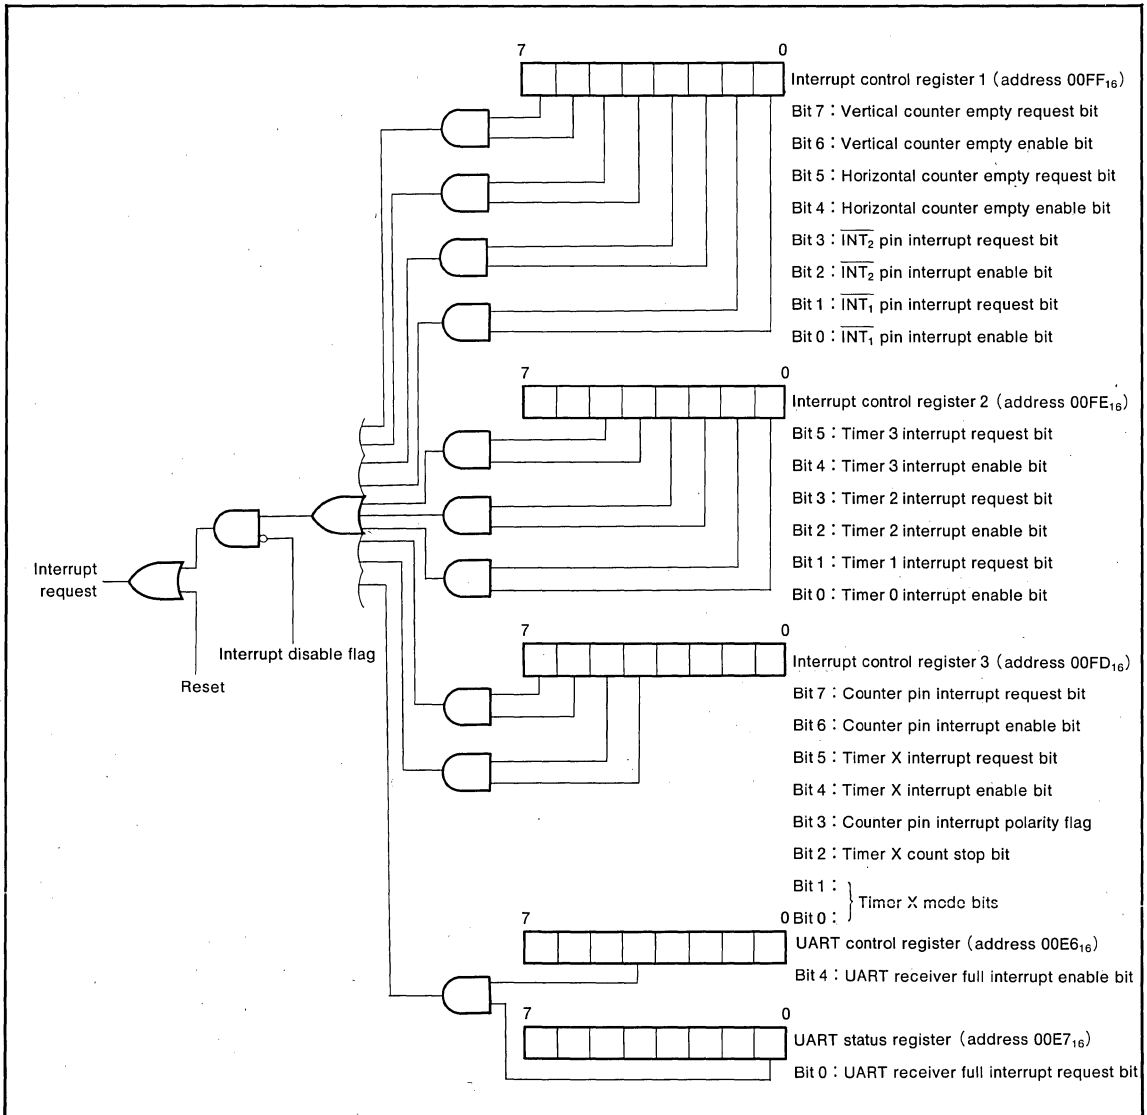 7 0
Interrupt control register 1 (address 00FF₁₆)
Bit 7 : Vertical counter empty request bit
Bit 6 : Vertical counter empty enable bit
Bit 5 : Horizontal counter empty request bit
Bit 4 : Horizontal counter empty enable bit
Bit 3 : I̅N̅T̅₂ pin interrupt request bit
Bit 2 : I̅N̅T̅₂ pin interrupt enable bit
Bit 1 : I̅N̅T̅₁ pin interrupt request bit
Bit 0 : I̅N̅T̅₁ pin interrupt enable bit
7 0
Interrupt control register 2 (address 00FE₁₆)
Bit 5 : Timer 3 interrupt request bit
Bit 4 : Timer 3 interrupt enable bit
Bit 3 : Timer 2 interrupt request bit
Bit 2 : Timer 2 interrupt enable bit
Bit 1 : Timer 1 interrupt request bit
Bit 0 : Timer 0 interrupt enable bit
Interrupt
request
Interrupt disable flag
Reset
7 0
Interrupt control register 3 (address 00FD₁₆)
Bit 7 : Counter pin interrupt request bit
Bit 6 : Counter pin interrupt enable bit
Bit 5 : Timer X interrupt request bit
Bit 4 : Timer X interrupt enable bit
Bit 3 : Counter pin interrupt polarity flag
Bit 2 : Timer X count stop bit
Bit 1 :
Timer X mode bits
Bit 0 :
7 0
UART control register (address 00E6₁₆)
Bit 4 : UART receiver full interrupt enable bit
7 0
UART status register (address 00E7₁₆)
Bit 0 : UART receiver full interrupt request bit